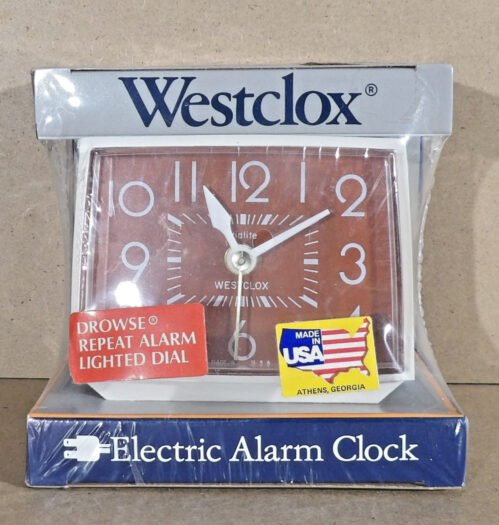 Westclox®
11 12
10 2
9 3
WESTCLOX
6
DROWSE®
REPEAT ALARM
LIGHTED DIAL
MADE
IN
USA
ATHENS, GEORGIA
Electric Alarm Clock